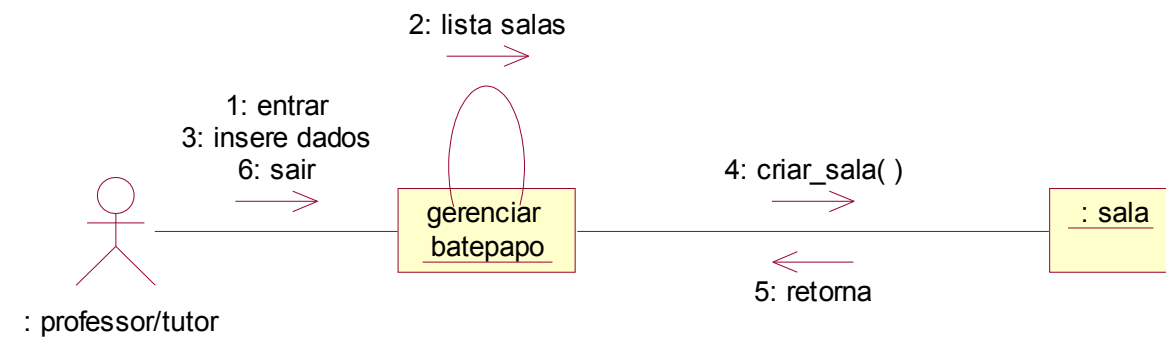 2: lista salas
1: entrar
3: insere dados
6: sair
4: criar_sala( )
gerenciar
batepapo
: sala
5: retorna
: professor/tutor